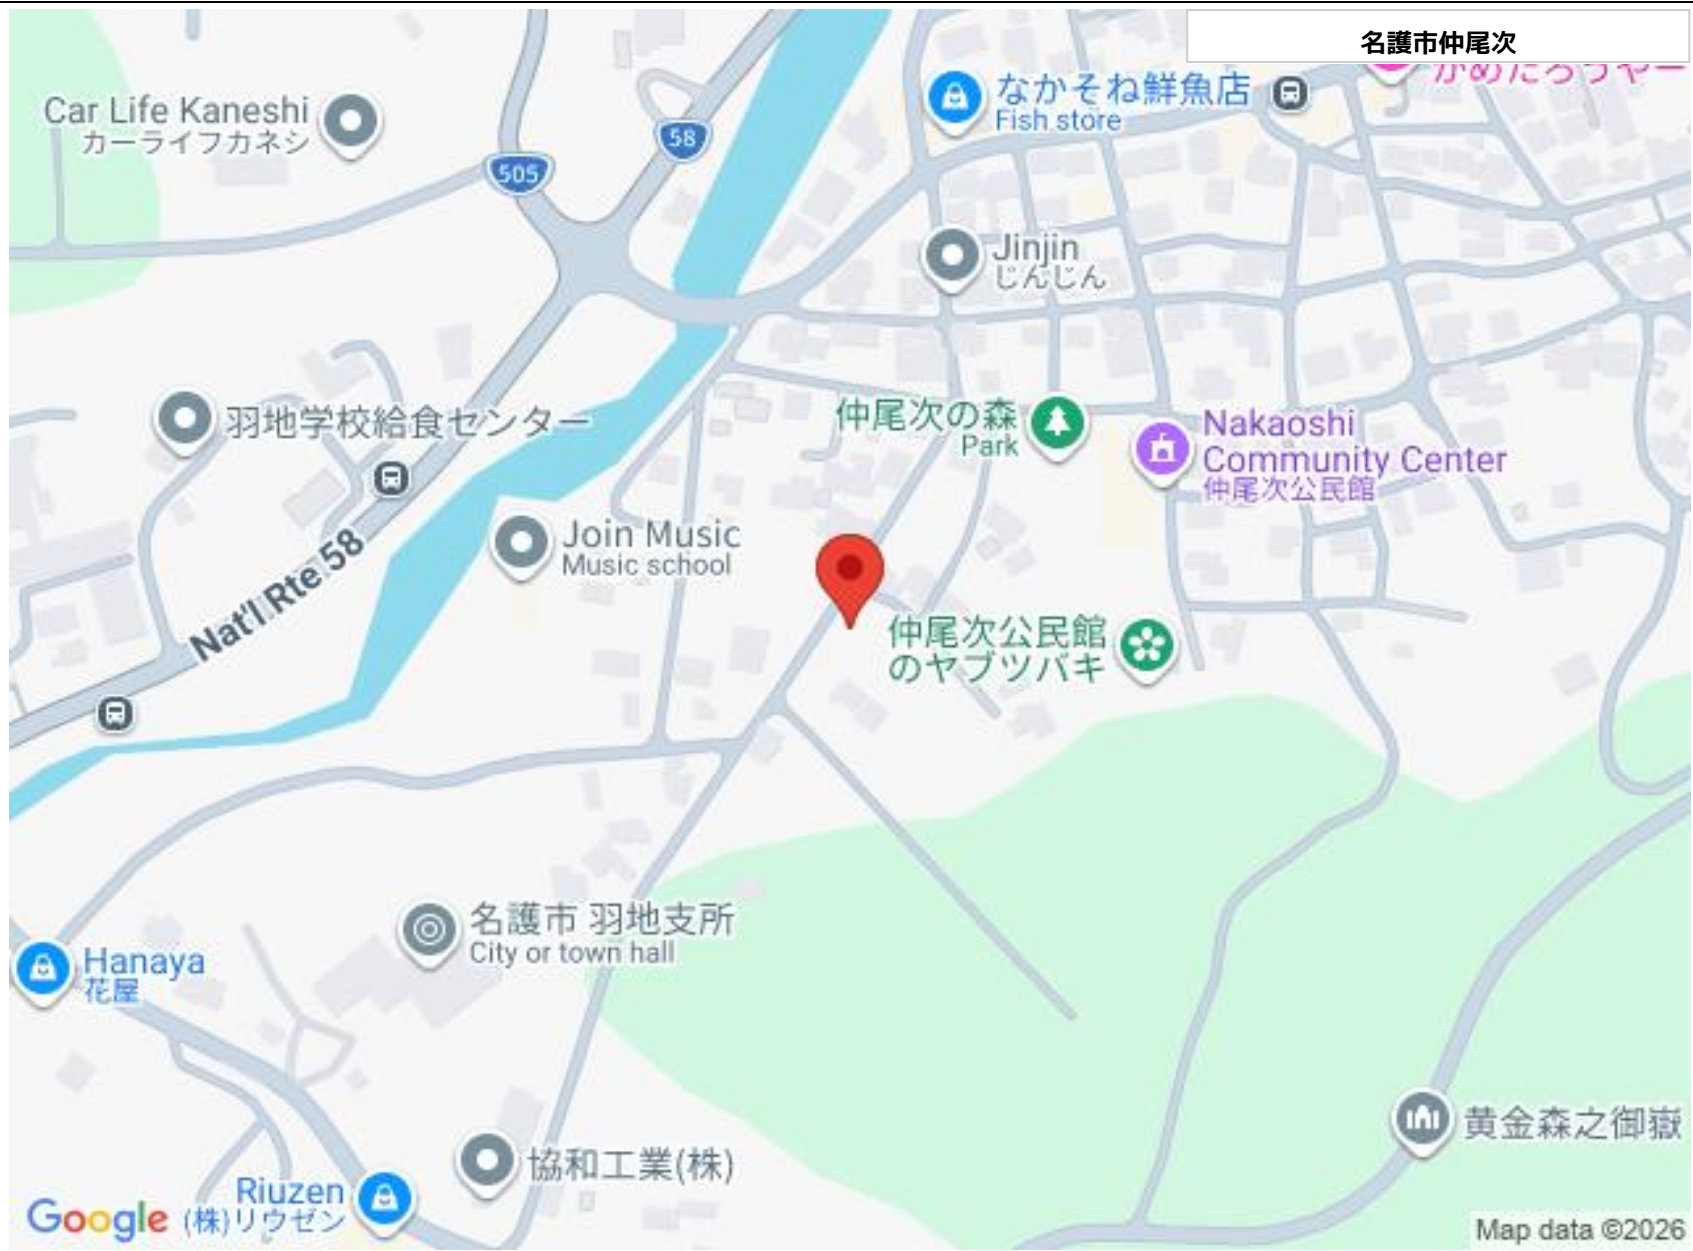 名護市仲尾次
Car Life Kaneshi
カーライフカネシ
58
505
なかそね鮮魚店
Fish store
Jinjin
じんじん
羽地学校給食センター
仲尾次の森
Park
Nakaoshi
Community Center
仲尾次公民館
Join Music
Music school
Nat'l Rte 58
仲尾次公民館
のヤブツバキ
名護市 羽地支所
City or town hall
Hanaya
花屋
黄金森之御嶽
協和工業(株)
Riuzen
(株)リウゼン
Google
Map data ©2026